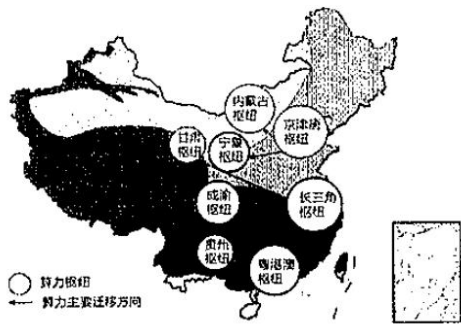 内蒙古
枢纽
京津冀
枢纽
甘肃
枢纽
宁夏
枢纽
成渝
枢纽
长三角
枢纽
贵州
枢纽
粤港澳
枢纽
算力枢纽
算力主要迁移方向